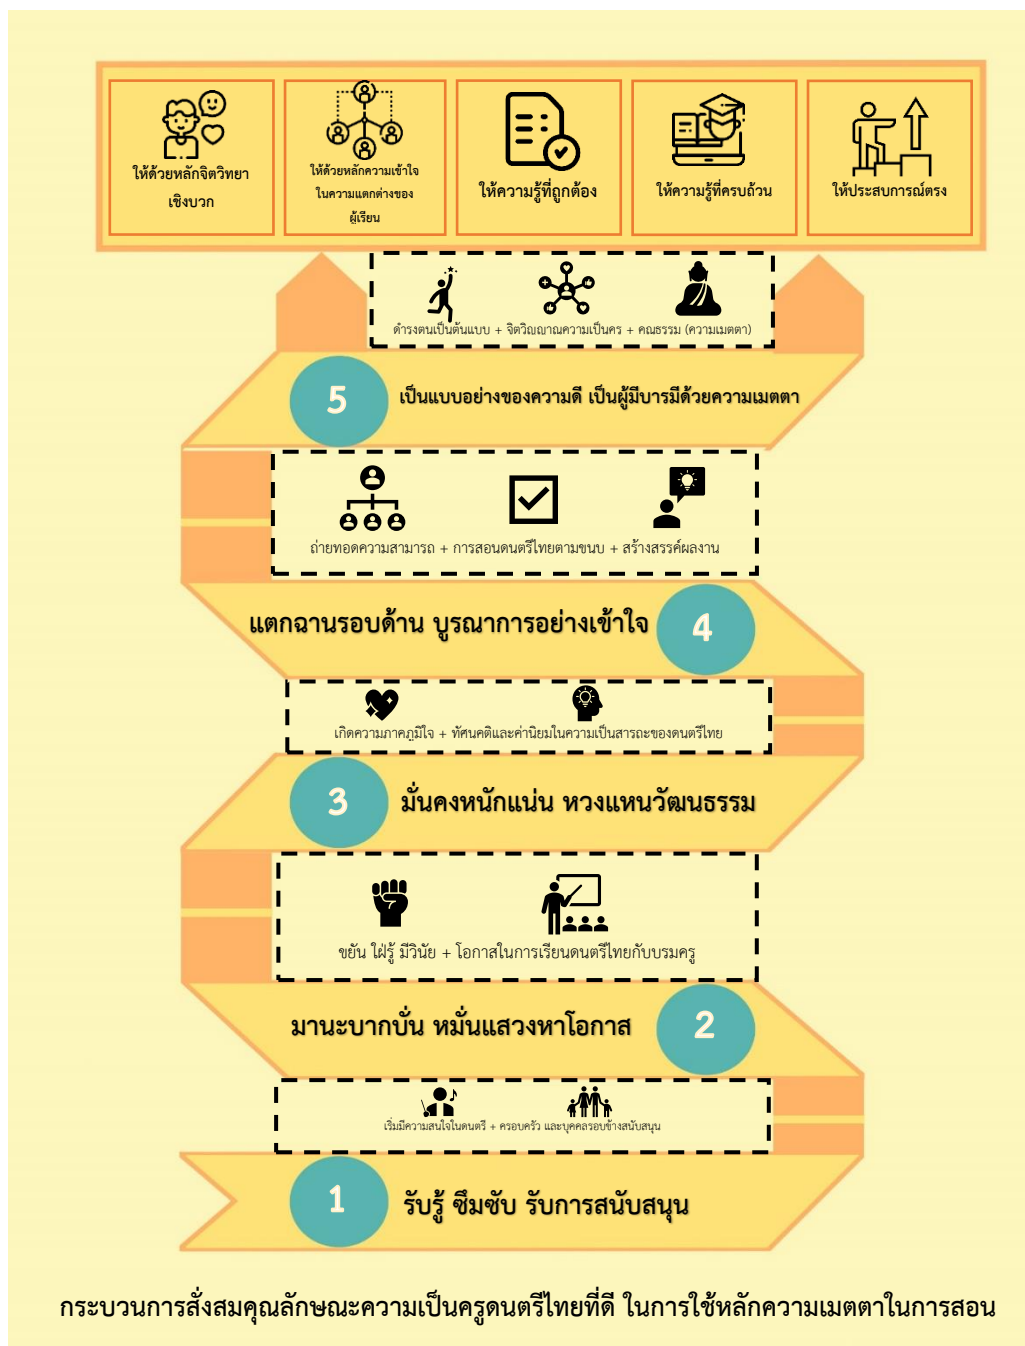 ให้ด้วยหลักจิตวิทยา
เชิงบวก
ให้ด้วยหลักความเข้าใจ
ในความแตกต่างของ
ผู้เรียน
ให้ความรู้ที่ถูกต้อง
ให้ความรู้ที่ครบถ้วน
ให้ประสบการณ์ตรง
ดำรงตนเป็นต้นแบบ + จิตวิญญาณความเป็นครู + คุณธรรม (ความเมตตา)
5
เป็นแบบอย่างของความดี เป็นผู้มีบารมีด้วยความเมตตา
ถ่ายทอดความสามารถ + การสอนดนตรีไทยตามขนบ + สร้างสรรค์ผลงาน
แตกฉานรอบด้าน บูรณาการอย่างเข้าใจ
4
เกิดความภาคภูมิใจ + ทัศนคติและค่านิยมในความเป็นสารถะของดนตรีไทย
3
มั่นคงหนักแน่น หวงแหนวัฒนธรรม
ขยัน ใฝ่รู้ มีวินัย + โอกาสในการเรียนดนตรีไทยกับบรมครู
มานะบากบั่น หมั่นแสวงหาโอกาส
2
เริ่มมีความสนใจในดนตรี + ครอบครัว และบุคคลรอบข้างสนับสนุน
1
รับรู้ ซึมซับ รับการสนับสนุน
กระบวนการสั่งสมคุณลักษณะความเป็นครูดนตรีไทยที่ดี ในการใช้หลักความเมตตาในการสอน